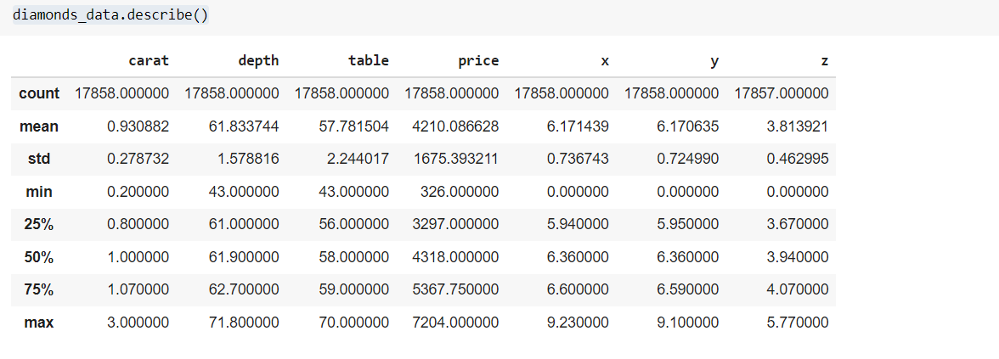 diamonds_data.describe()
carat depth table price x y z
count 17858.000000 17858.000000 17858.000000 17858.000000 17858.000000 17858.000000 17857.000000
mean 0.930882 61.833744 57.781504 4210.086628 6.171439 6.170635 3.813921
std 0.278732 1.578816 2.244017 1675.393211 0.736743 0.724990 0.462995
min 0.200000 43.000000 43.000000 326.000000 0.000000 0.000000 0.000000
25% 0.800000 61.000000 56.000000 3297.000000 5.940000 5.950000 3.670000
50% 1.000000 61.900000 58.000000 4318.000000 6.360000 6.360000 3.940000
75% 1.070000 62.700000 59.000000 5367.750000 6.600000 6.590000 4.070000
max 3.000000 71.800000 70.000000 7204.000000 9.230000 9.100000 5.770000